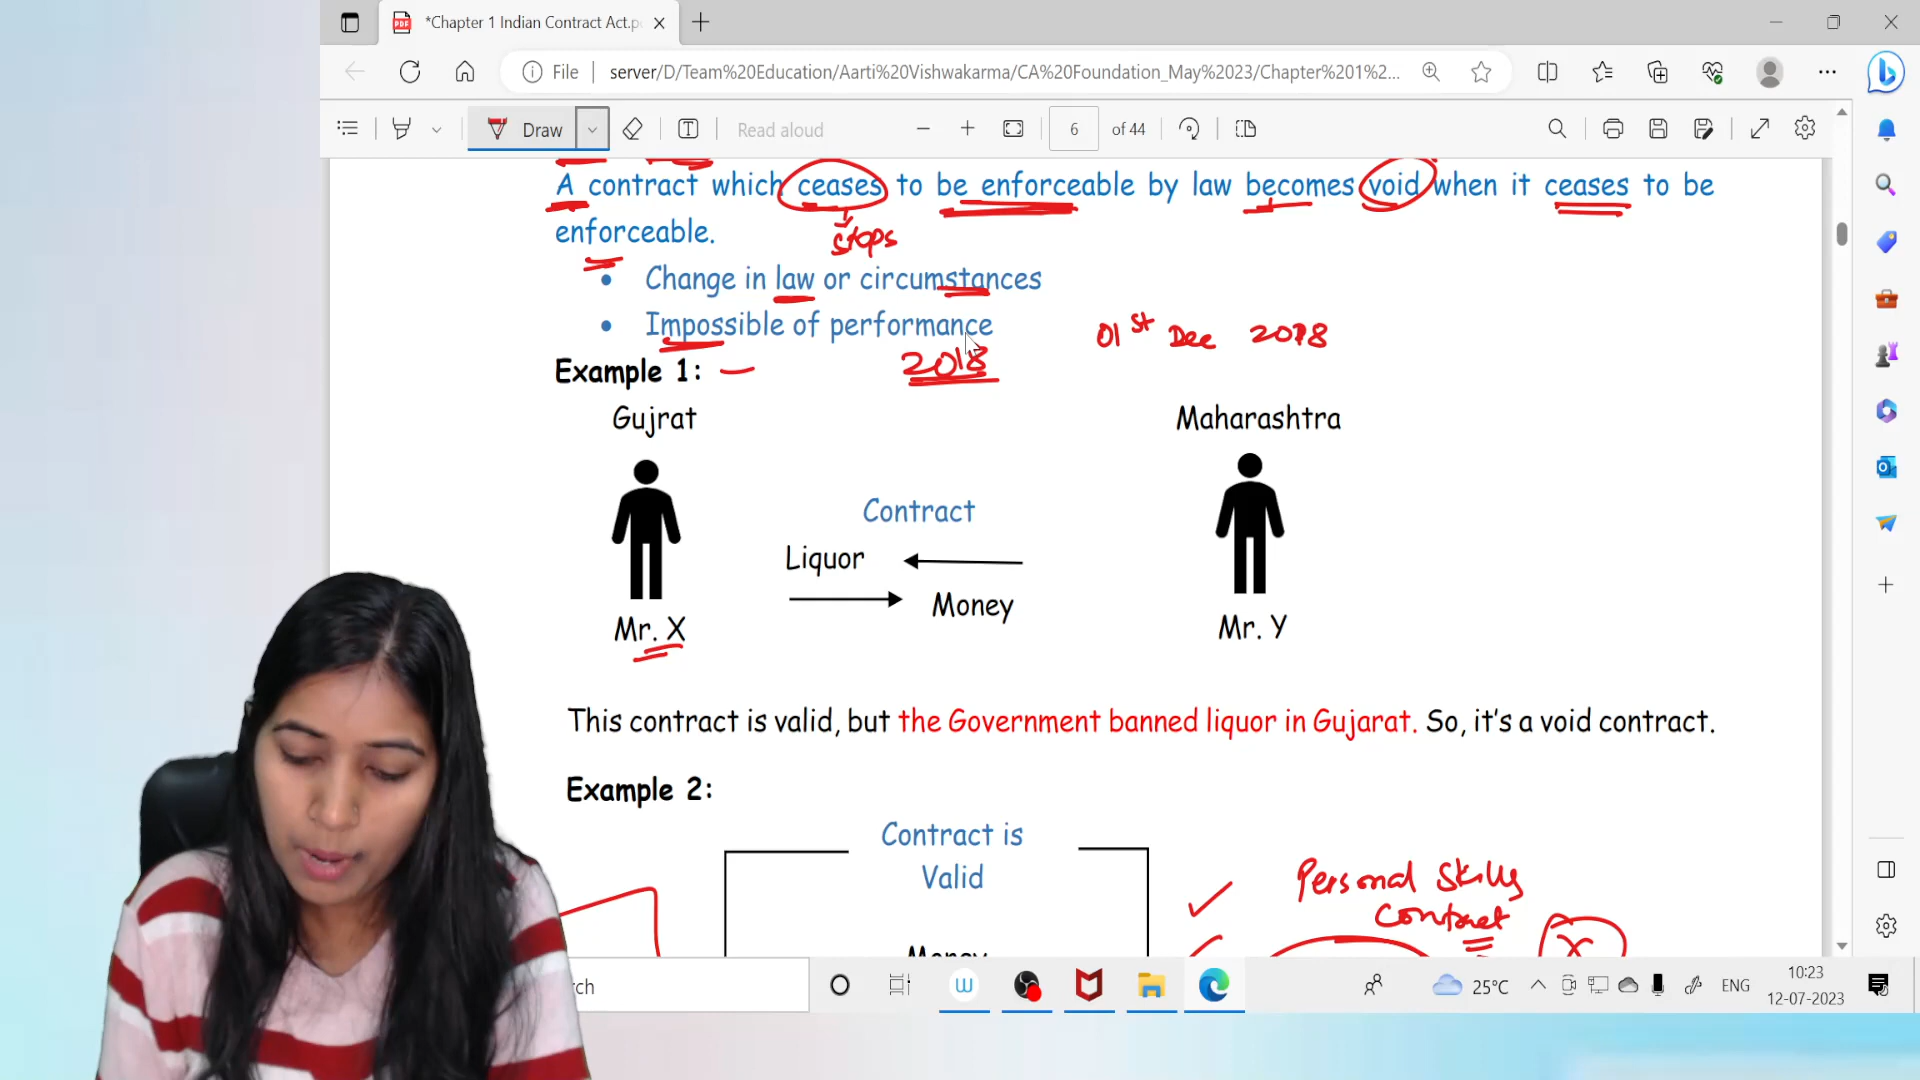 *Chapter 1 Indian Contract Act.p
File
server/D/Team%20Education/Aarti%20Vishwakarma/CA%20Foundation_May%2023/Chapter%201%2...
Draw
Read aloud
6 of 44
A contract which ceases to be enforceable by law becomes void when it ceases to be
enforceable.
stops
• Change in law or circumstances
• Impossible of performance
01st Dec 2018
Example 1:
2018
Gujrat
Maharashtra
Contract
Liquor
Money
Mr. X
Mr. Y
This contract is valid, but the Government banned liquor in Gujarat. So, it's a void contract.
Example 2:
Contract is
Valid
Personal Skills
Contract
Money
X
rch
25°C
ENG
10:23
12-07-2023